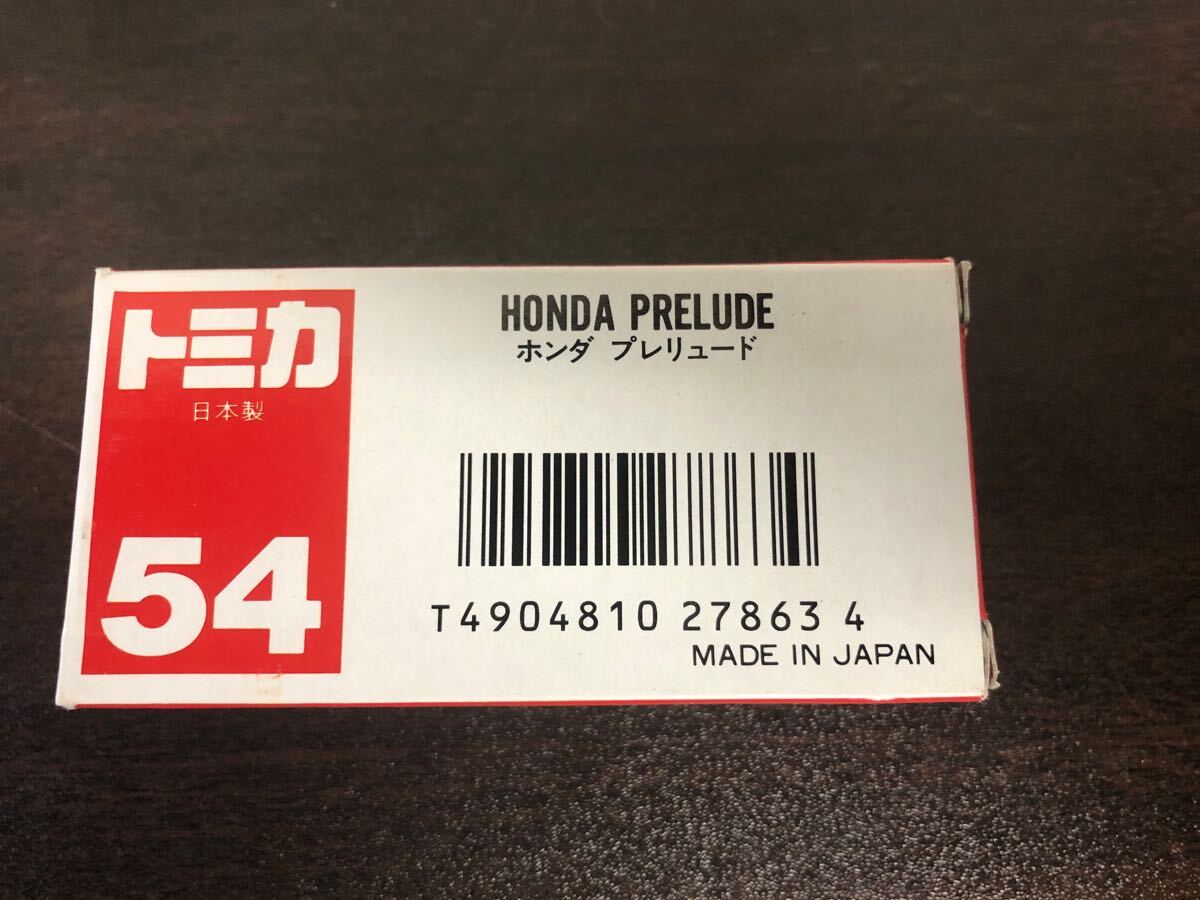 トミカ
日本製
54
HONDA PRELUDE
ホンダ プレリュード
T4904810 27863 4
MADE IN JAPAN